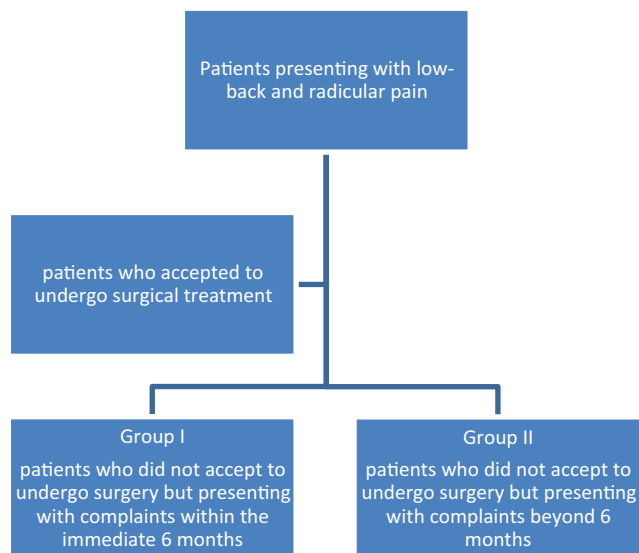 Patients presenting with low-
back and radicular pain
patients who accepted to
undergo surgical treatment
Group I
patients who did not accept to
undergo surgery but presenting
with complaints within the
immediate 6 months
Group II
patients who did not accept to
undergo surgery but presenting
with complaints beyond 6
months